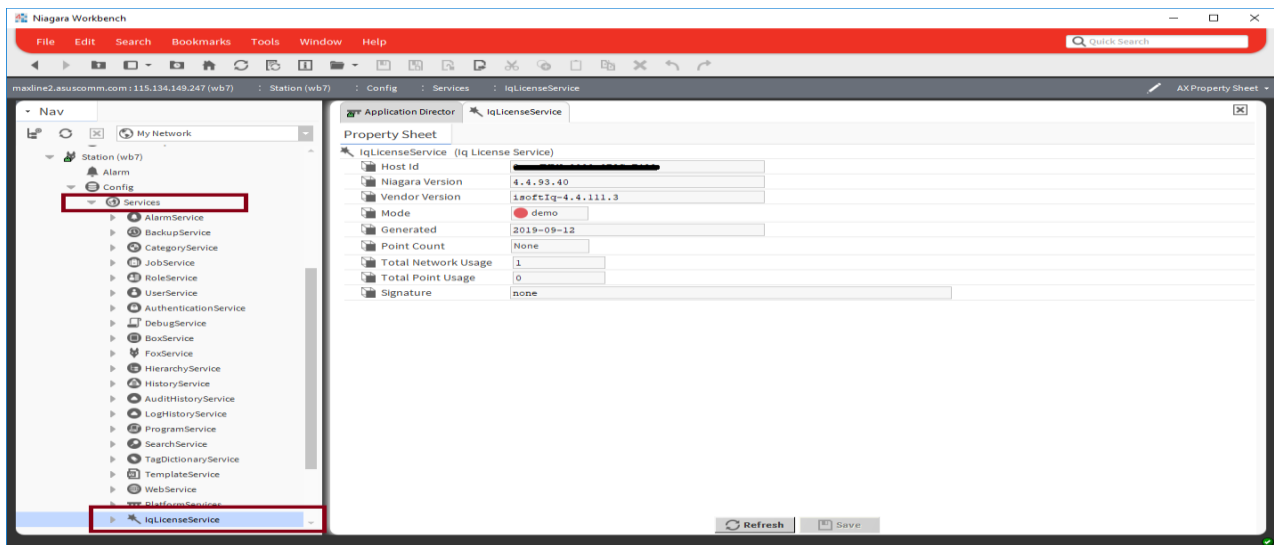 Niagara Workbench
File Edit Search Bookmarks Tools Window Help
Quick Search
maxline2.asuscomm.com : 115.134.149.247 (wb7) : Station (wb7) : Config : Services : IqLicenseService
AX Property Sheet
Nav
My Network
Station (wb7)
Alarm
Config
Services
AlarmService
BackupService
CategoryService
JobService
RoleService
UserService
AuthenticationService
DebugService
BoxService
FoxService
HierarchyService
HistoryService
AuditHistoryService
LogHistoryService
ProgramService
SearchService
TagDictionaryService
TemplateService
WebService
PlatformServices
IqLicenseService
Application Director
IqLicenseService
Property Sheet
IqLicenseService (Iq License Service)
Host Id
Niagara Version 4.4.93.40
Vendor Version isoftIq-4.4.111.3
Mode demo
Generated 2019-09-12
Point Count None
Total Network Usage 1
Total Point Usage 0
Signature none
Refresh Save